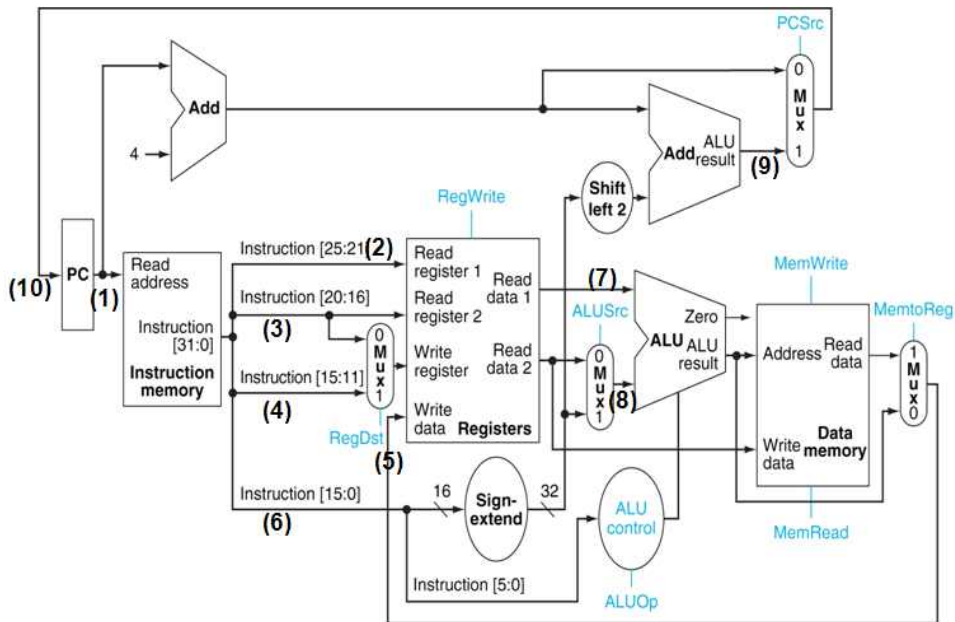 PCSrc
0
Mux
1
Add
4
Add ALU
result
(9)
Shift
left 2
RegWrite
PC
(10)
(1)
Read
address
Instruction
[31:0]
Instruction
memory
Instruction [25:21]
(2)
Instruction [20:16]
(3)
Instruction [15:11]
(4)
0
Mux
1
RegDst
(5)
Read
register 1
Read
register 2
Write
register
Write
data
Read
data 1
Read
data 2
Registers
(7)
ALUSrc
0
Mux
1
(8)
Zero
ALU ALU
result
MemWrite
Address
Read
data
Write
data
Data
memory
MemRead
MemtoReg
1
Mux
0
Instruction [15:0]
(6)
16
Sign-
extend
32
ALU
control
ALUOp
Instruction [5:0]